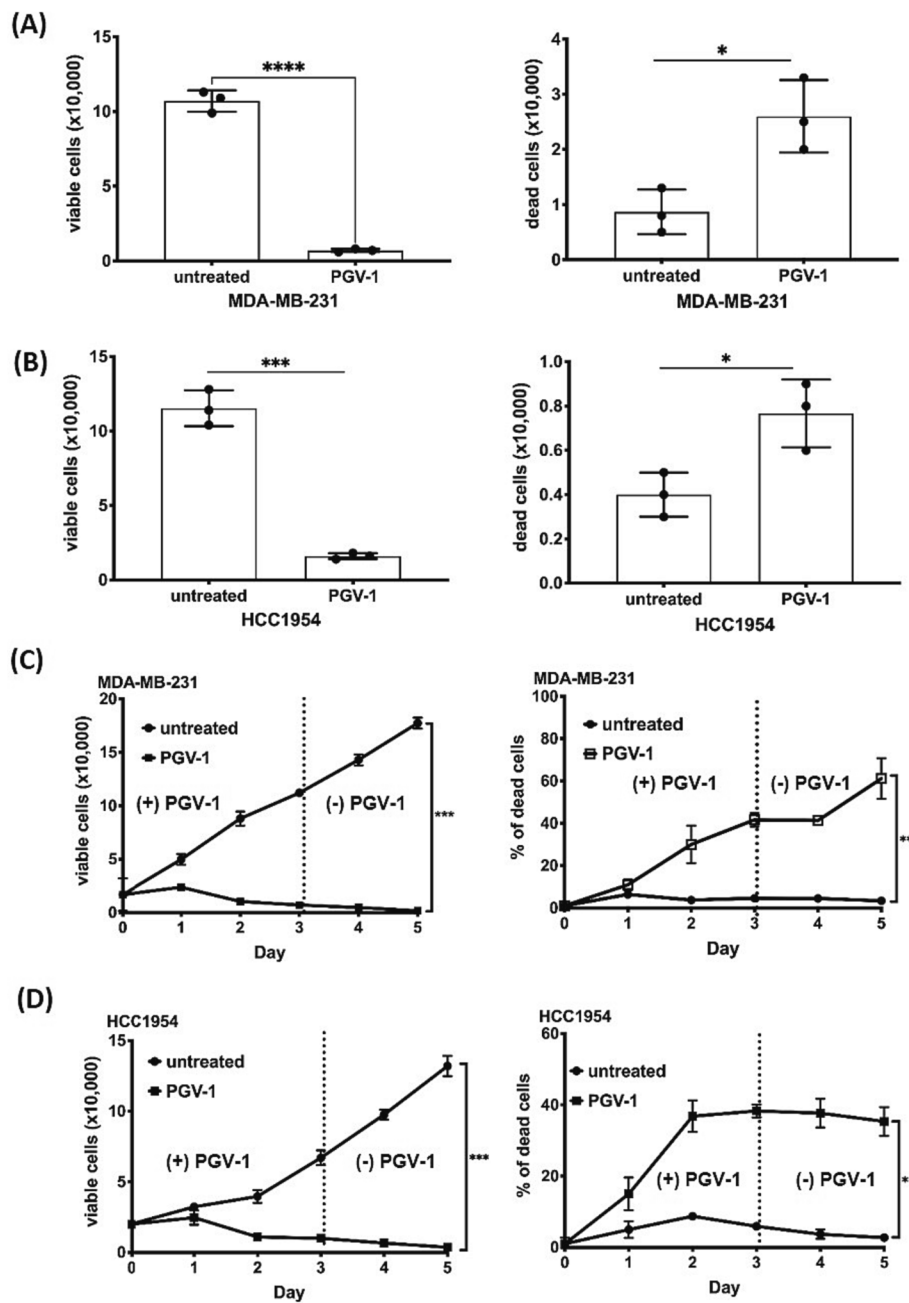 (A)
viable cells (x10,000)
15
10
5
0
****
untreated PGV-1
MDA-MB-231
dead cells (x10,000)
4
3
2
1
0
*
untreated PGV-1
MDA-MB-231
(B)
viable cells (x10,000)
15
10
5
0
***
untreated PGV-1
HCC1954
dead cells (x10,000)
1.0
0.8
0.6
0.4
0.2
0.0
*
untreated PGV-1
HCC1954
(C)
MDA-MB-231
viable cells (x10,000)
20
15
10
5
0
untreated
PGV-1
(+) PGV-1 (-) PGV-1
***
0 1 2 3 4 5
Day
MDA-MB-231
% of dead cells
100
80
60
40
20
0
untreated
PGV-1
(+) PGV-1 (-) PGV-1
**
0 1 2 3 4 5
Day
(D)
HCC1954
viable cells (x10,000)
15
10
5
0
untreated
PGV-1
(+) PGV-1 (-) PGV-1
***
0 1 2 3 4 5
Day
HCC1954
% of dead cells
60
40
20
0
untreated
PGV-1
(+) PGV-1 (-) PGV-1
*
0 1 2 3 4 5
Day